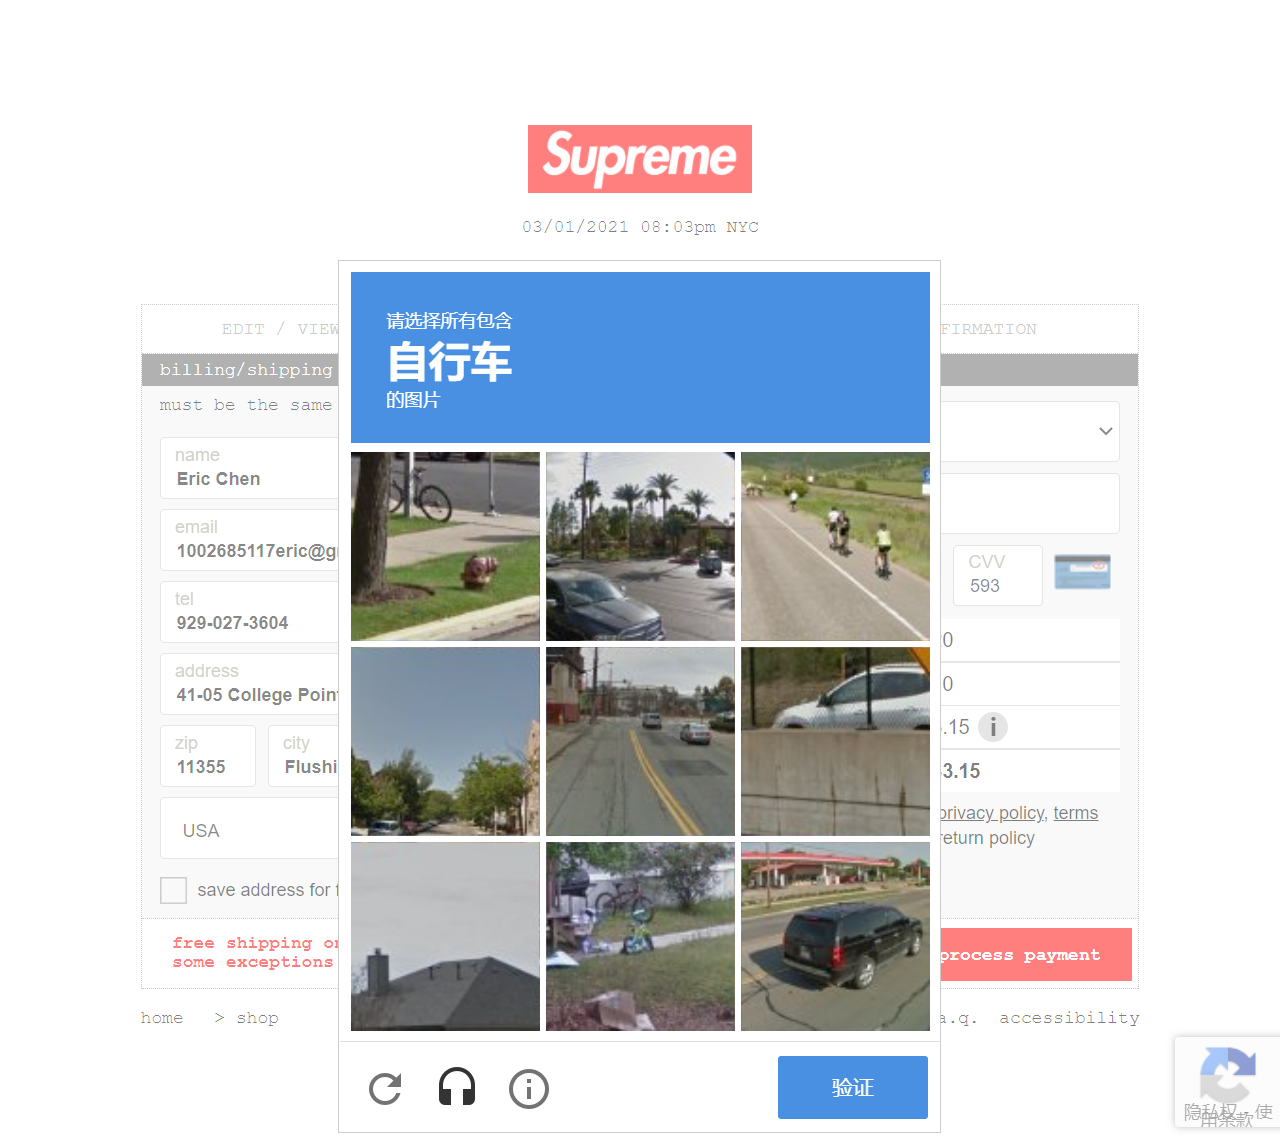 Supreme
03/01/2021 08:03pm NYC
请选择所有包含
自行车
的图片
EDIT / VIEW
FIRMATION
billing/shipping
must be the same
name
Eric Chen
email
1002685117eric@g
tel
929-027-3604
address
41-05 College Poin
zip
11355
city
Flushi
USA
save address for f
CVV
593
0
0
.15
3.15
privacy policy, terms
return policy
free shipping on
some exceptions
process payment
home > shop
a.q. accessibility
验证
隐私权 - 使
用条款